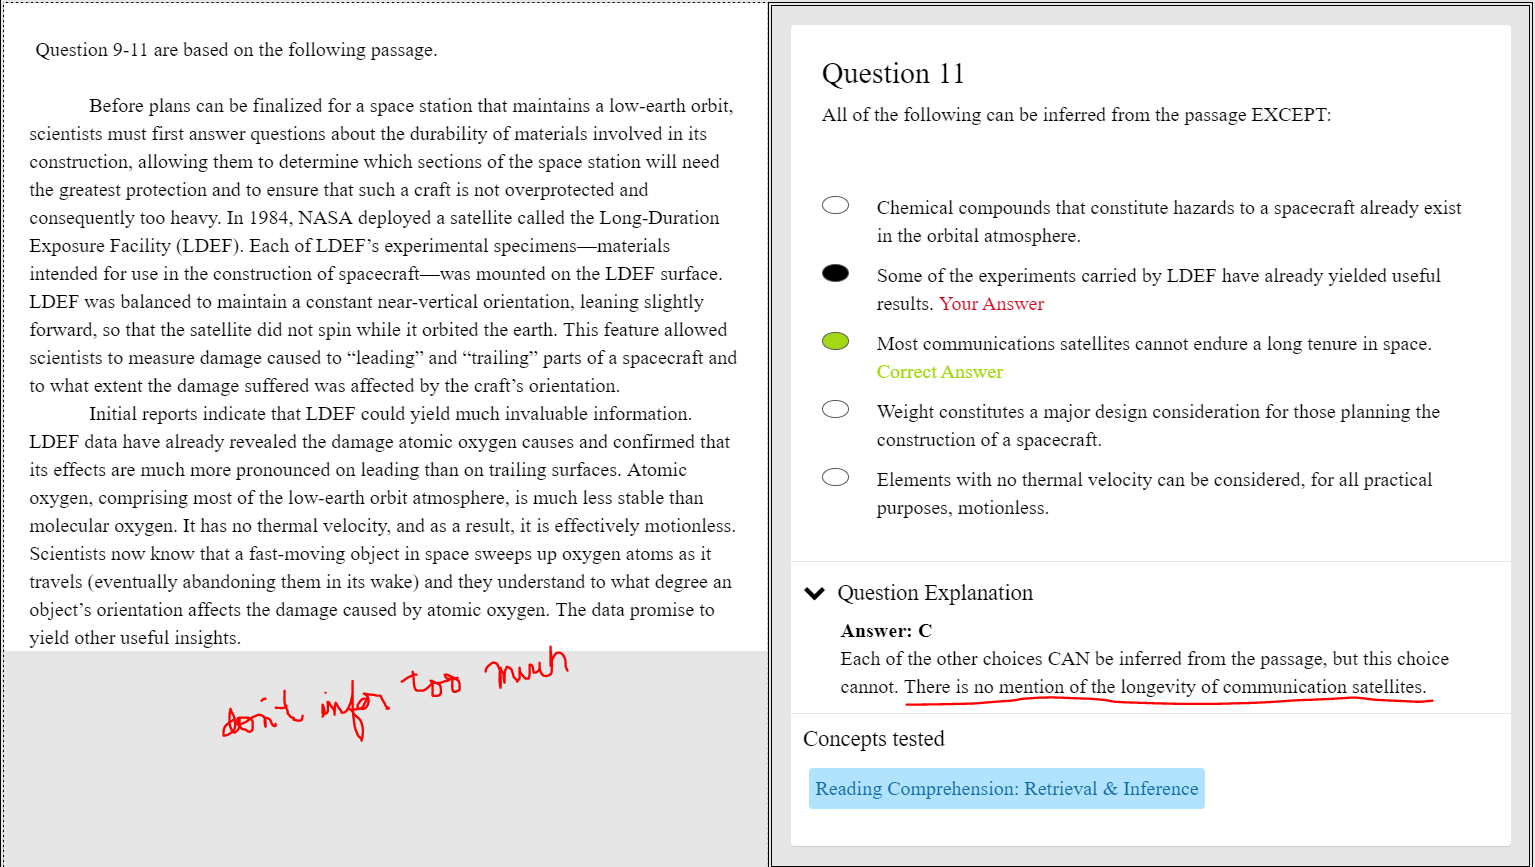 Question 9-11 are based on the following passage.
Before plans can be finalized for a space station that maintains a low-earth orbit,
scientists must first answer questions about the durability of materials involved in its
construction, allowing them to determine which sections of the space station will need
the greatest protection and to ensure that such a craft is not overprotected and
consequently too heavy. In 1984, NASA deployed a satellite called the Long-Duration
Exposure Facility (LDEF). Each of LDEF’s experimental specimens—materials
intended for use in the construction of spacecraft—was mounted on the LDEF surface.
LDEF was balanced to maintain a constant near-vertical orientation, leaning slightly
forward, so that the satellite did not spin while it orbited the earth. This feature allowed
scientists to measure damage caused to “leading” and “trailing” parts of a spacecraft and
to what extent the damage suffered was affected by the craft’s orientation.
Initial reports indicate that LDEF could yield much invaluable information.
LDEF data have already revealed the damage atomic oxygen causes and confirmed that
its effects are much more pronounced on leading than on trailing surfaces. Atomic
oxygen, comprising most of the low-earth orbit atmosphere, is much less stable than
molecular oxygen. It has no thermal velocity, and as a result, it is effectively motionless.
Scientists now know that a fast-moving object in space sweeps up oxygen atoms as it
travels (eventually abandoning them in its wake) and they understand to what degree an
object’s orientation affects the damage caused by atomic oxygen. The data promise to
yield other useful insights.
don't infer too much
Question 11
All of the following can be inferred from the passage EXCEPT:
Chemical compounds that constitute hazards to a spacecraft already exist
in the orbital atmosphere.
Some of the experiments carried by LDEF have already yielded useful
results. Your Answer
Most communications satellites cannot endure a long tenure in space.
Correct Answer
Weight constitutes a major design consideration for those planning the
construction of a spacecraft.
Elements with no thermal velocity can be considered, for all practical
purposes, motionless.
Question Explanation
Answer: C
Each of the other choices CAN be inferred from the passage, but this choice
cannot. There is no mention of the longevity of communication satellites.
Concepts tested
Reading Comprehension: Retrieval & Inference